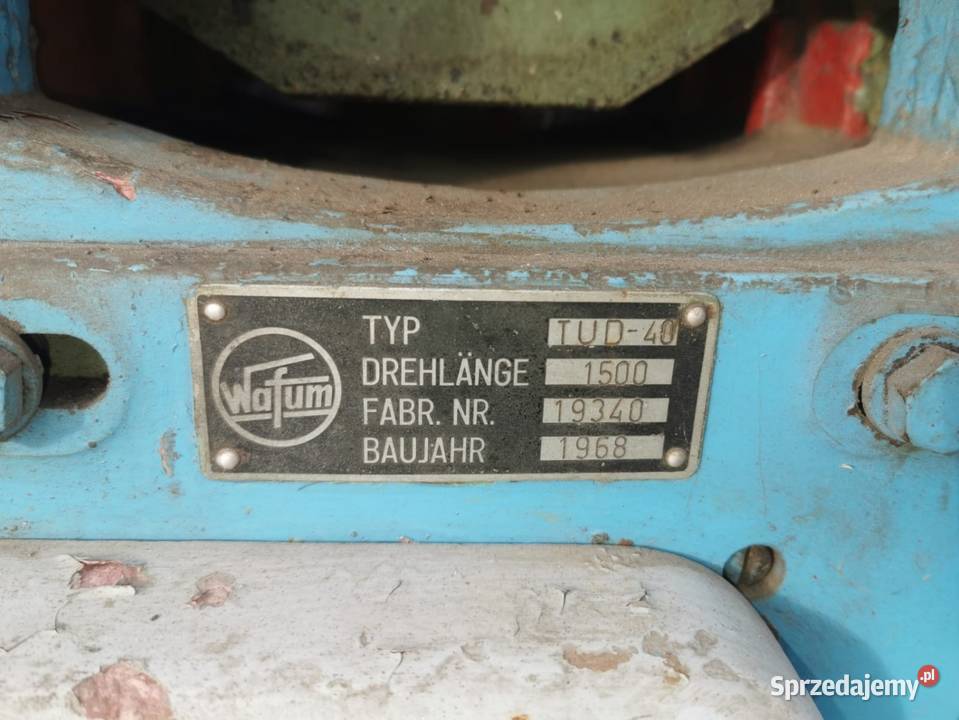 Wafum
TYP TUD-40
DREHLÄNGE 1500
FABR. NR. 19340
BAUJAHR 1968
Sprzedajemy.pl